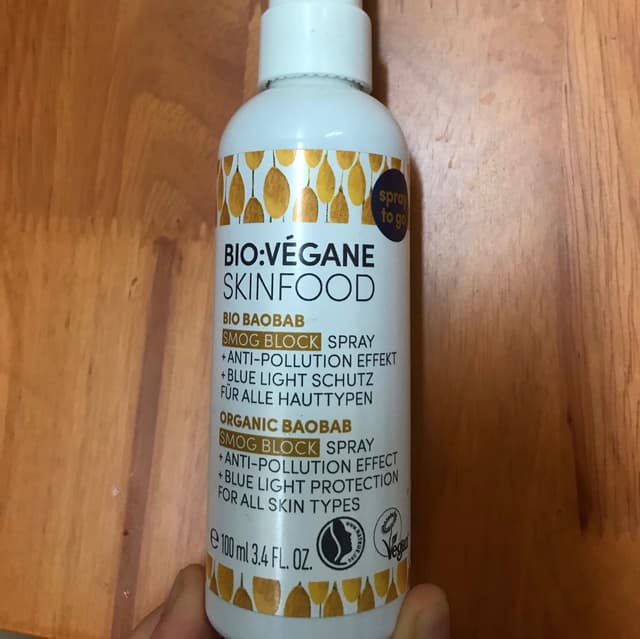 spray
to go
BIO:VÉGANE
SKINFOOD
BIO BAOBAB
SMOG BLOCK SPRAY
+ANTI-POLLUTION EFFEKT
+BLUE LIGHT SCHUTZ
FÜR ALLE HAUTTYPEN
ORGANIC BAOBAB
SMOG BLOCK SPRAY
+ANTI-POLLUTION EFFECT
+BLUE LIGHT PROTECTION
FOR ALL SKIN TYPES
℮ 100 ml 3.4 FL. OZ.
Vegan